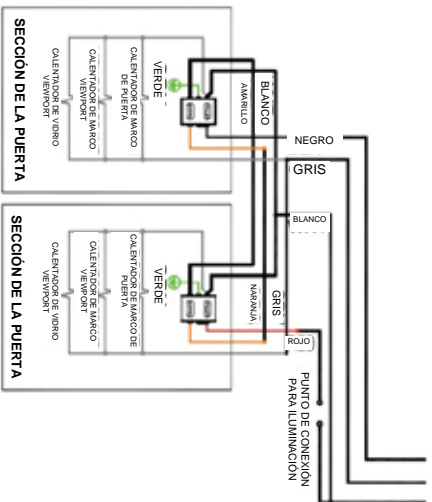 SECCIÓN DE LA PUERTA
CALENTADOR DE VIDRIO
CALENTADOR DE MARCO
VIEWPORT
CALENTADOR DE MARCO
DE PUERTA
VERDE
AMARILLO
BLANCO
NEGRO
GRIS
BLANCO
SECCIÓN DE LA PUERTA
CALENTADOR DE VIDRIO
VIEWPORT
CALENTADOR DE MARCO
VIEWPORT
CALENTADOR DE MARCO DE
PUERTA
VERDE
NARANJA
GRIS
ROJO
PUNTO DE CONEXIÓN
PARA ILUMINACIÓN